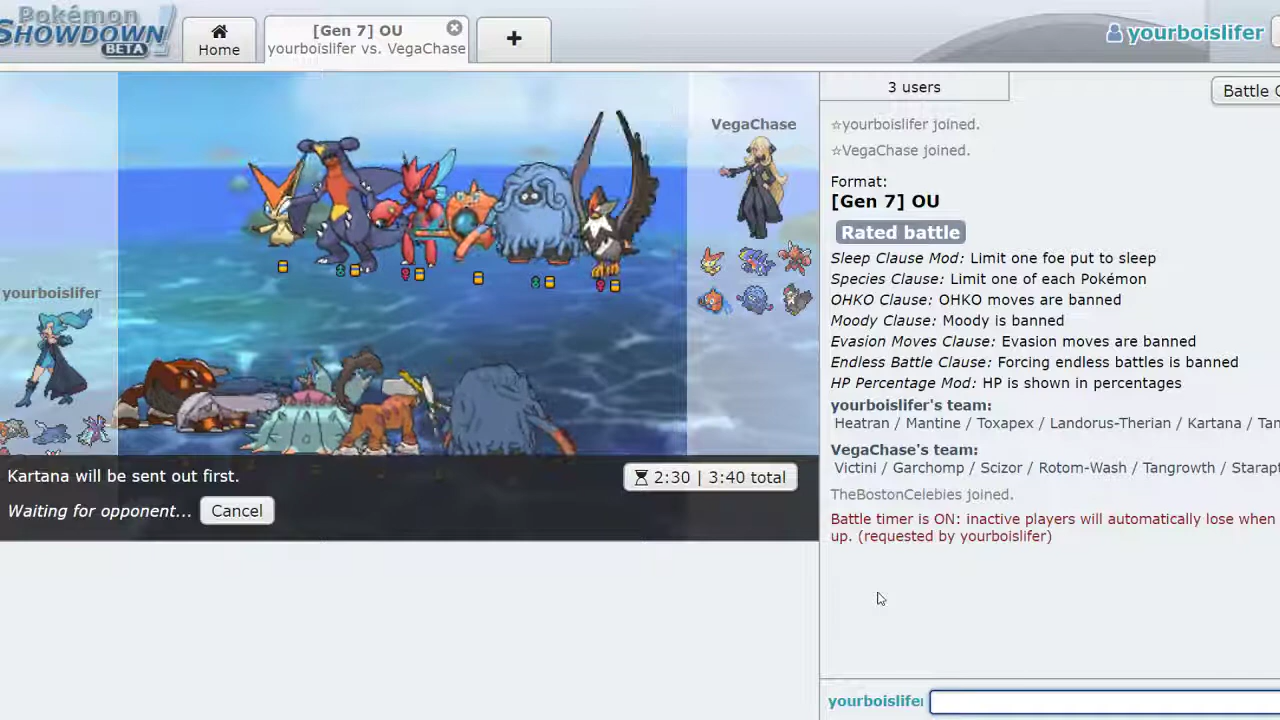 Pokémon
SHOWDOWN!
BETA
Home
[Gen 7] OU
yourboislifer vs. VegaChase
+
yourboislifer
3 users
Battle
☆yourboislifer joined.
☆VegaChase joined.
Format:
[Gen 7] OU
Rated battle
Sleep Clause Mod: Limit one foe put to sleep
Species Clause: Limit one of each Pokémon
OHKO Clause: OHKO moves are banned
Moody Clause: Moody is banned
Evasion Moves Clause: Evasion moves are banned
Endless Battle Clause: Forcing endless battles is banned
HP Percentage Mod: HP is shown in percentages
yourboislifer's team:
Heatran / Mantine / Toxapex / Landorus-Therian / Kartana / Tan
VegaChase's team:
Victini / Garchomp / Scizor / Rotom-Wash / Tangrowth / Starapt
TheBostonCelebies joined.
Battle timer is ON: inactive players will automatically lose when
up. (requested by yourboislifer)
VegaChase
yourboislifer
Kartana will be sent out first.
2:30 | 3:40 total
Waiting for opponent...
Cancel
yourboislifer